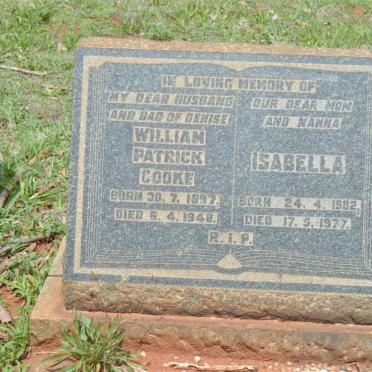 IN LOVING MEMORY OF
MY DEAR HUSBAND
AND DAD OF DENISE
WILLIAM
PATRICK
COOKE
BORN 30. 7. 1897.
DIED 6. 4. 1948.
OUR DEAR MOM
AND NANNA
ISABELLA
BORN 24. 4. 1902.
DIED 17. 5. 1977.
R.I.P.